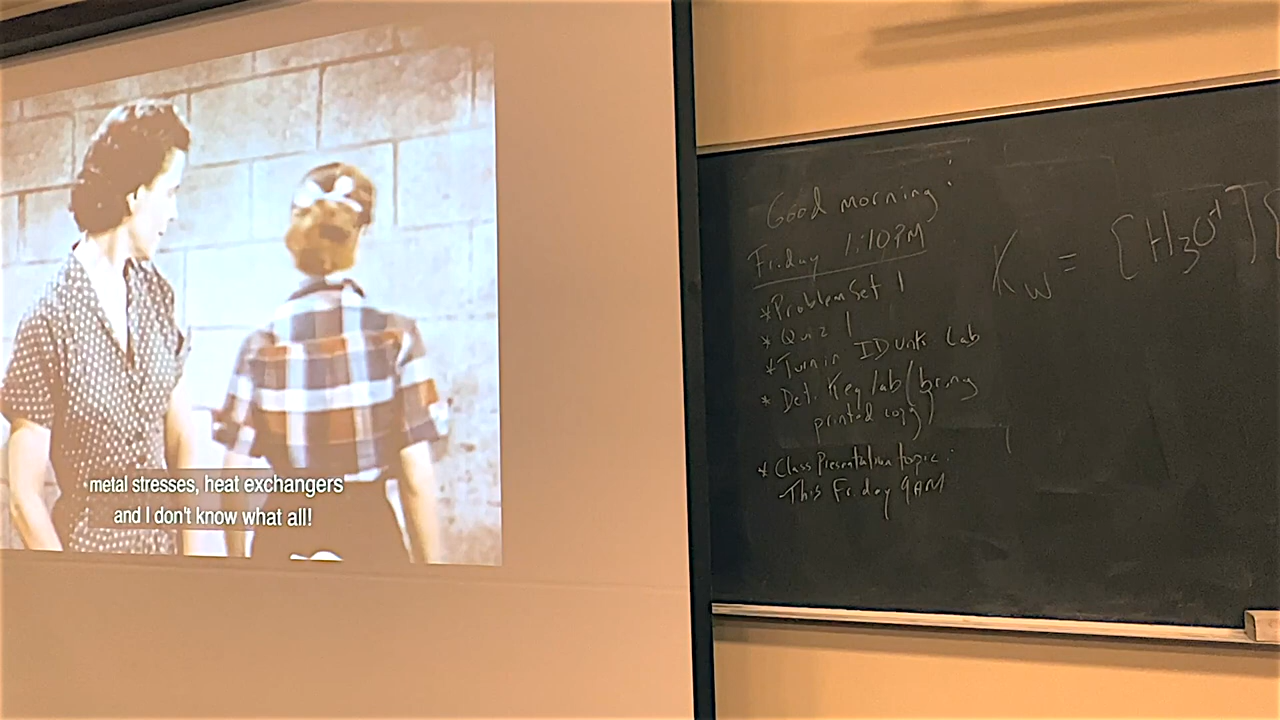 metal stresses, heat exchangers
and I don't know what all!
Good morning!
Friday 1:10PM
*Problem Set 1
* Quiz 1
*Turn in ID Unks Lab
* Det. Keq lab (bring
printed copy)
* Class Presentation topic:
This Friday 9AM
Kw = [H3O+][